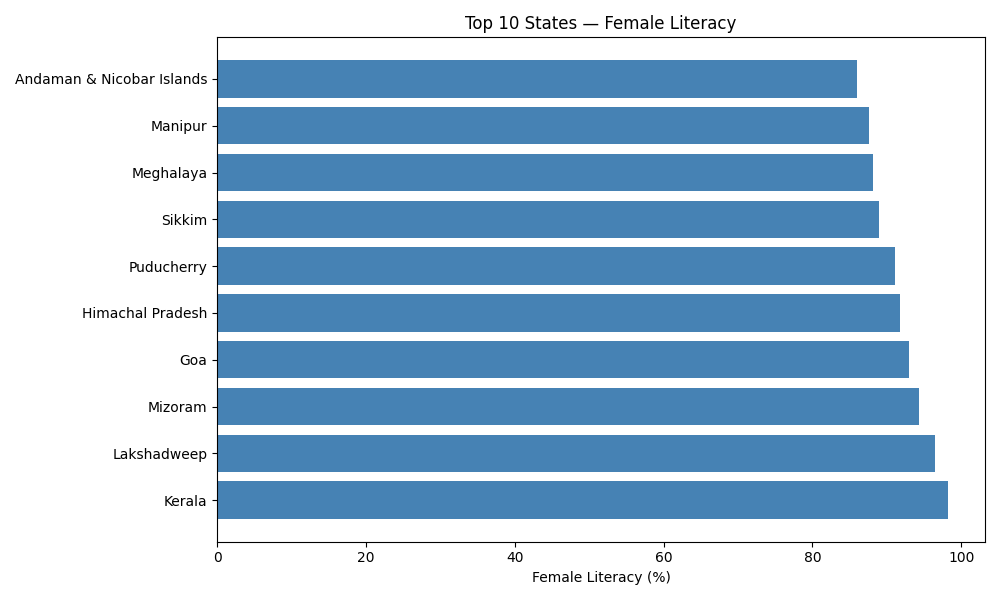 Top 10 States — Female Literacy
Andaman & Nicobar Islands
Manipur
Meghalaya
Sikkim
Puducherry
Himachal Pradesh
Goa
Mizoram
Lakshadweep
Kerala
0 20 40 60 80 100
Female Literacy (%)